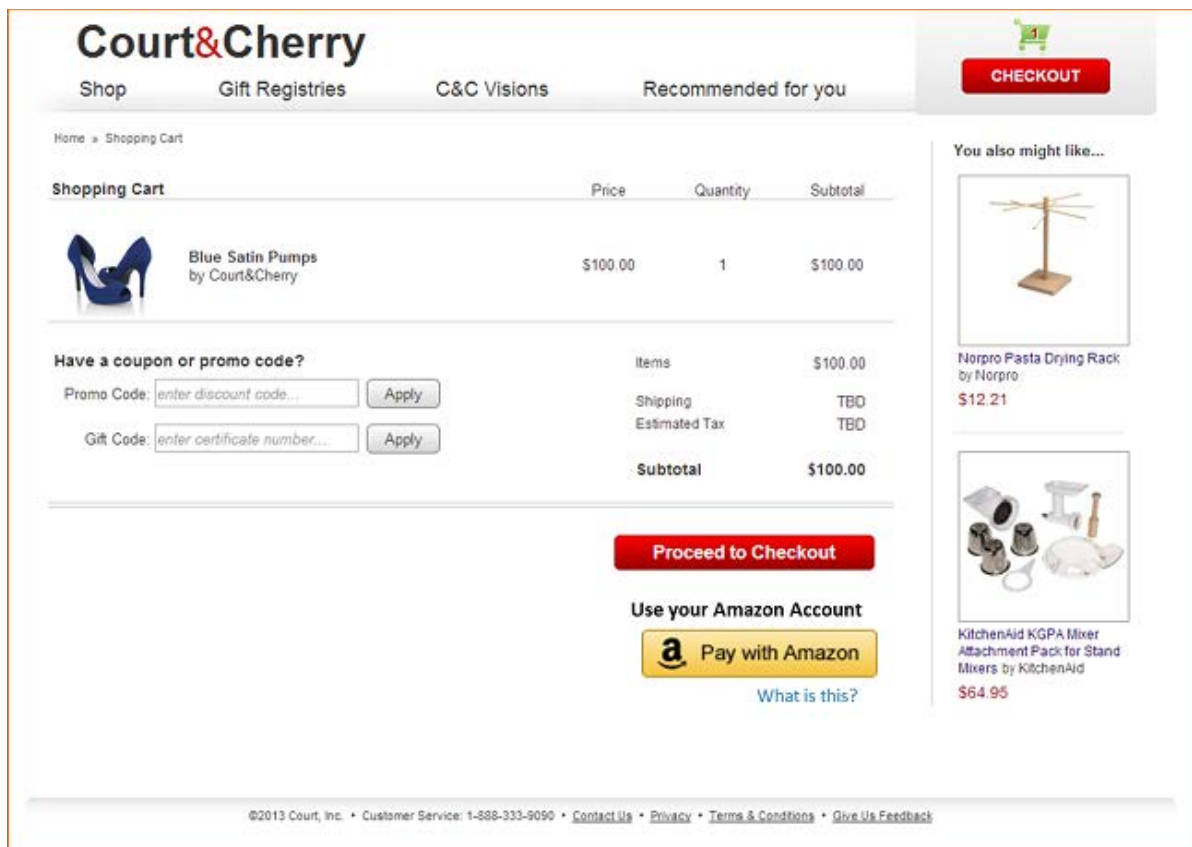 Court&Cherry
1
CHECKOUT
Shop Gift Registries C&C Visions Recommended for you
Home » Shopping Cart
Shopping Cart Price Quantity Subtotal
Blue Satin Pumps
by Court&Cherry
$100.00 1 $100.00
Have a coupon or promo code?
Promo Code: enter discount code... Apply
Gift Code: enter certificate number... Apply
Items $100.00
Shipping TBD
Estimated Tax TBD
Subtotal $100.00
Proceed to Checkout
Use your Amazon Account
a Pay with Amazon
What is this?
You also might like...
Norpro Pasta Drying Rack
by Norpro
$12.21
KitchenAid KGPA Mixer
Attachment Pack for Stand
Mixers by KitchenAid
$64.95
©2013 Court, Inc. • Customer Service: 1-888-333-9090 • Contact Us • Privacy • Terms & Conditions • Give Us Feedback